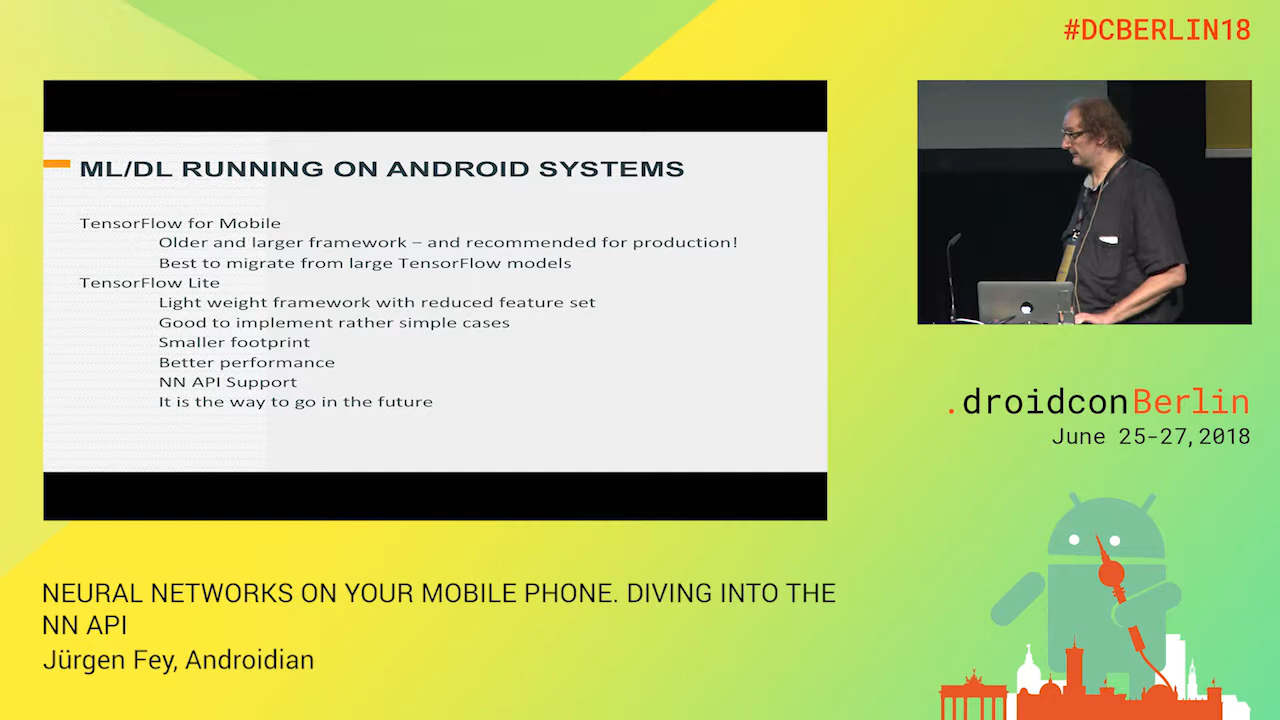 #DCBERLIN18
ML/DL RUNNING ON ANDROID SYSTEMS
TensorFlow for Mobile
Older and larger framework – and recommended for production!
Best to migrate from large TensorFlow models
TensorFlow Lite
Light weight framework with reduced feature set
Good to implement rather simple cases
Smaller footprint
Better performance
NN API Support
It is the way to go in the future
.droidconBerlin
June 25-27,2018
NEURAL NETWORKS ON YOUR MOBILE PHONE. DIVING INTO THE
NN API
Jürgen Fey, Androidian